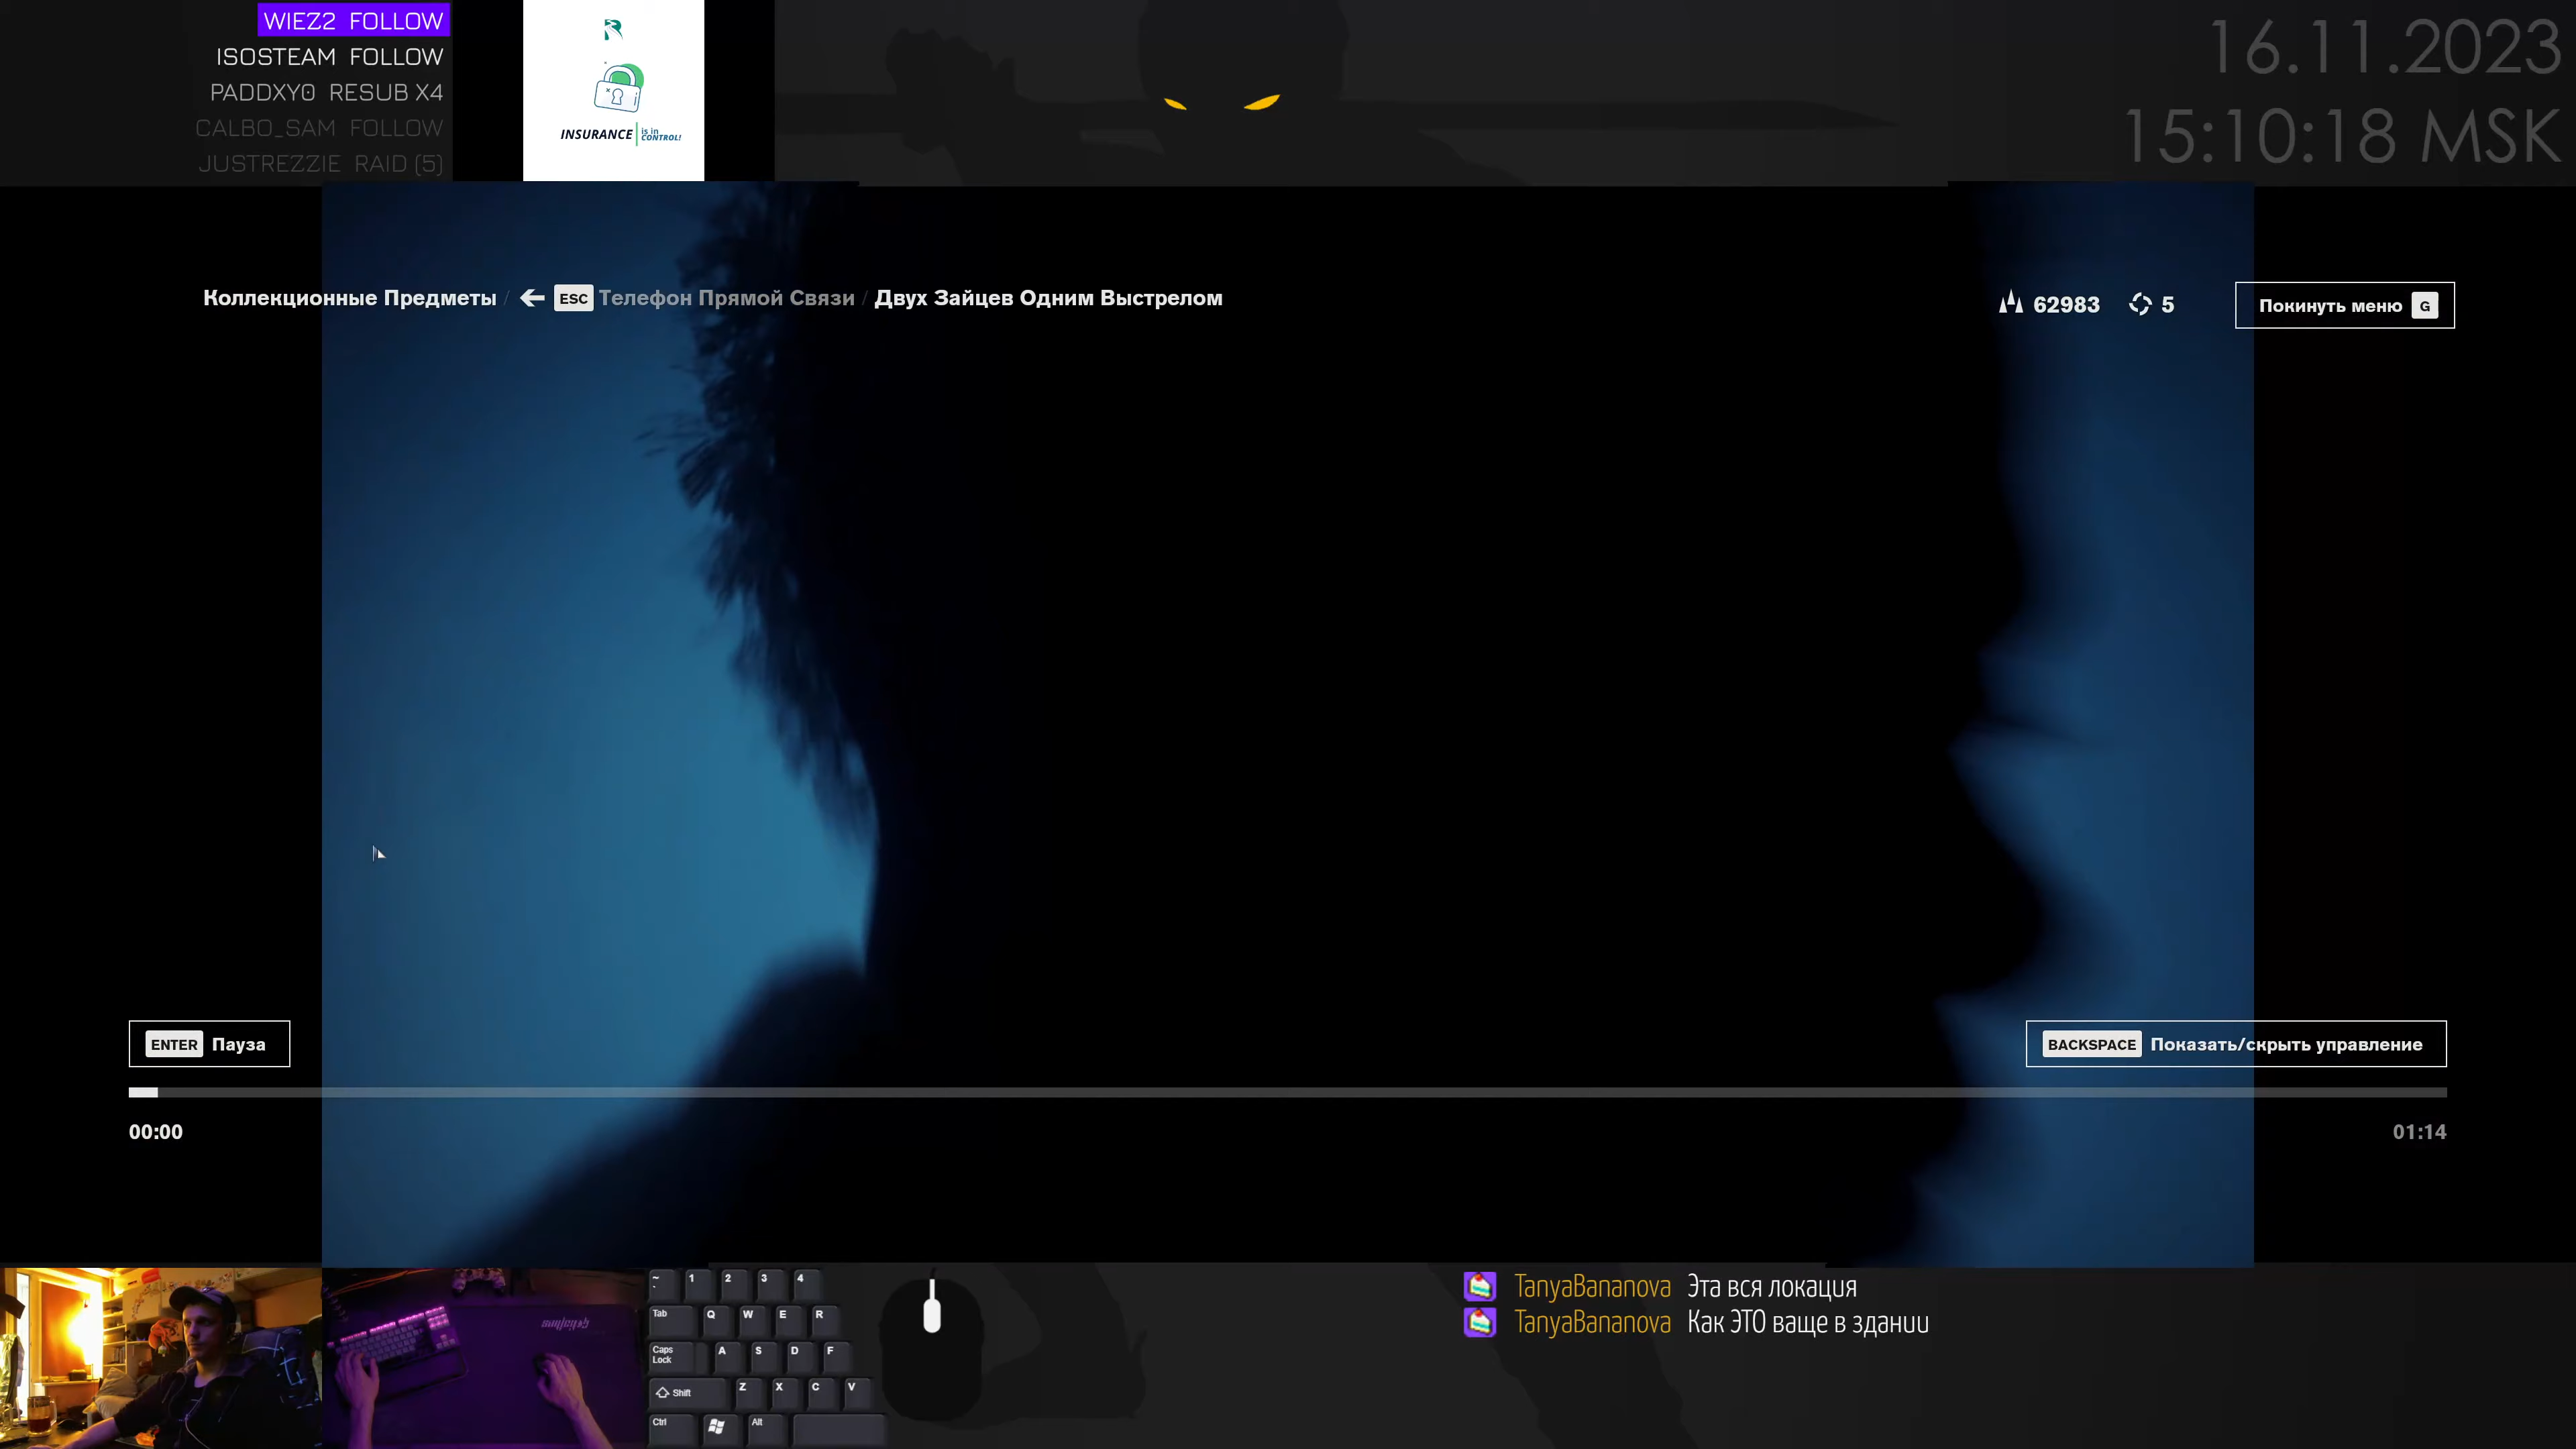 WIEZ2 FOLLOW
ISOSTEAM FOLLOW
PADDXY0 RESUB X4
CALBO_SAM FOLLOW
JUSTREZZIE RAID (5)
INSURANCE is in CONTROL!
16.11.2023
15:10:18 MSK
Коллекционные Предметы / ESC Телефон Прямой Связи / Двух Зайцев Одним Выстрелом
62983 5
Покинуть меню G
ENTER Пауза
BACKSPACE Показать/скрыть управление
00:00
01:14
~ 1 2 3 4
Tab Q W E R
Caps Lock A S D F
Shift Z X C V
Ctrl Alt
TanyaBananova Эта вся локация
TanyaBananova Как ЭТО ваще в здании